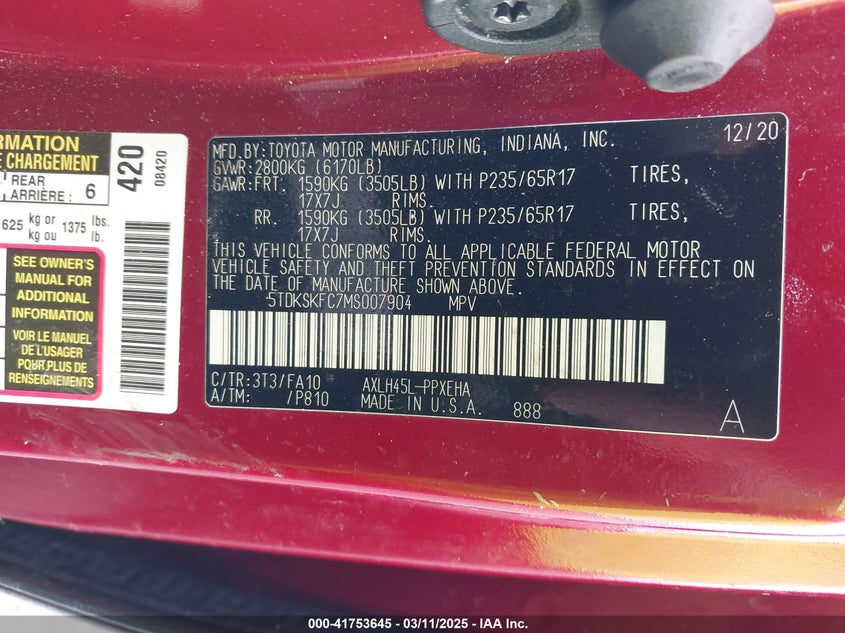 ORMATION
E CHARGEMENT
REAR
ARRIÈRE : 6
625 kg or 1375 lbs.
kg ou lb.
SEE OWNER'S
MANUAL FOR
ADDITIONAL
INFORMATION
VOIR LE MANUEL
DE L'USAGER
POUR PLUS DE
RENSEIGNEMENTS
420
08420
MFD.BY:TOYOTA MOTOR MANUFACTURING, INDIANA, INC. 12/20
GVWR:2800KG (6170LB)
GAWR:FRT. 1590KG (3505LB) WITH P235/65R17 TIRES,
17X7J RIMS.
RR. 1590KG (3505LB) WITH P235/65R17 TIRES,
17X7J RIMS.
THIS VEHICLE CONFORMS TO ALL APPLICABLE FEDERAL MOTOR
VEHICLE SAFETY AND THEFT PREVENTION STANDARDS IN EFFECT ON
THE DATE OF MANUFACTURE SHOWN ABOVE.
5TDKSKFC7MS007904 MPV
C/TR:3T3/FA10 AXLH45L-PPXEHA
A/TM: /P810 MADE IN U.S.A. 888
A
000-41753645 - 03/11/2025 - IAA Inc.